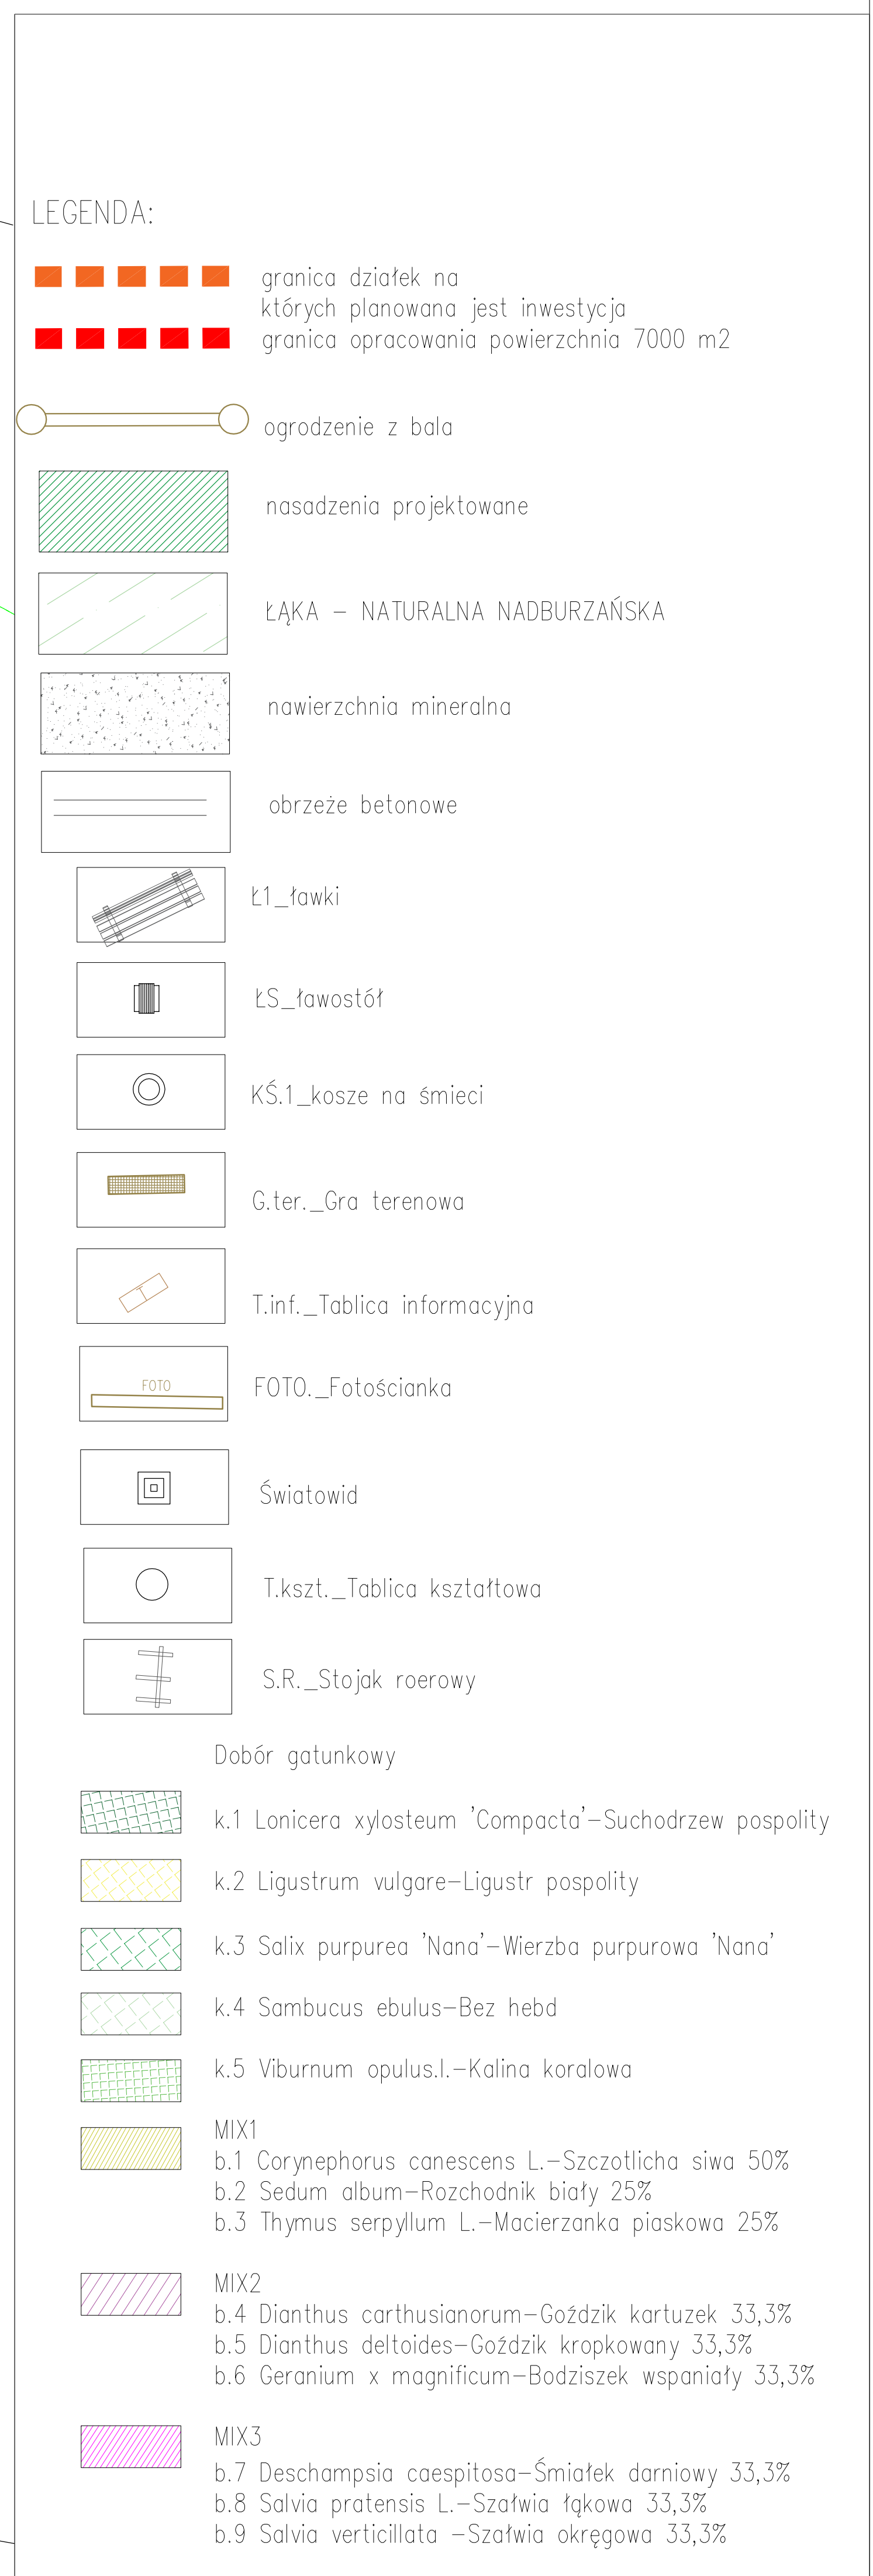 LEGENDA:
granica działek na
których planowana jest inwestycja
granica opracowania powierzchnia 7000 m2
ogrodzenie z bala
nasadzenia projektowane
ŁĄKA – NATURALNA NADBURZAŃSKA
nawierzchnia mineralna
obrzeże betonowe
Ł1_ławki
ŁS_ławostół
KŚ.1_kosze na śmieci
G.ter._Gra terenowa
T.inf._Tablica informacyjna
FOTO
FOTO._Fotościanka
Światowid
T.kszt._Tablica kształtowa
S.R._Stojak roerowy
Dobór gatunkowy
k.1 Lonicera xylosteum 'Compacta'–Suchodrzew pospolity
k.2 Ligustrum vulgare–Ligustr pospolity
k.3 Salix purpurea 'Nana'–Wierzba purpurowa 'Nana'
k.4 Sambucus ebulus–Bez hebd
k.5 Viburnum opulus.l.–Kalina koralowa
MIX1
b.1 Corynephorus canescens L.–Szczotlicha siwa 50%
b.2 Sedum album–Rozchodnik biały 25%
b.3 Thymus serpyllum L.–Macierzanka piaskowa 25%
MIX2
b.4 Dianthus carthusianorum–Goździk kartuzek 33,3%
b.5 Dianthus deltoides–Goździk kropkowany 33,3%
b.6 Geranium x magnificum–Bodziszek wspaniały 33,3%
MIX3
b.7 Deschampsia caespitosa–Śmiałek darniowy 33,3%
b.8 Salvia pratensis L.–Szałwia łąkowa 33,3%
b.9 Salvia verticillata –Szałwia okręgowa 33,3%